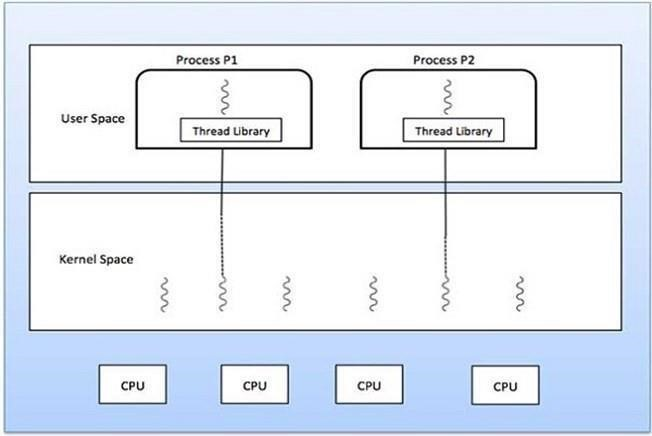 Process P1
Process P2
User Space
Thread Library
Thread Library
Kernel Space
CPU
CPU
CPU
CPU